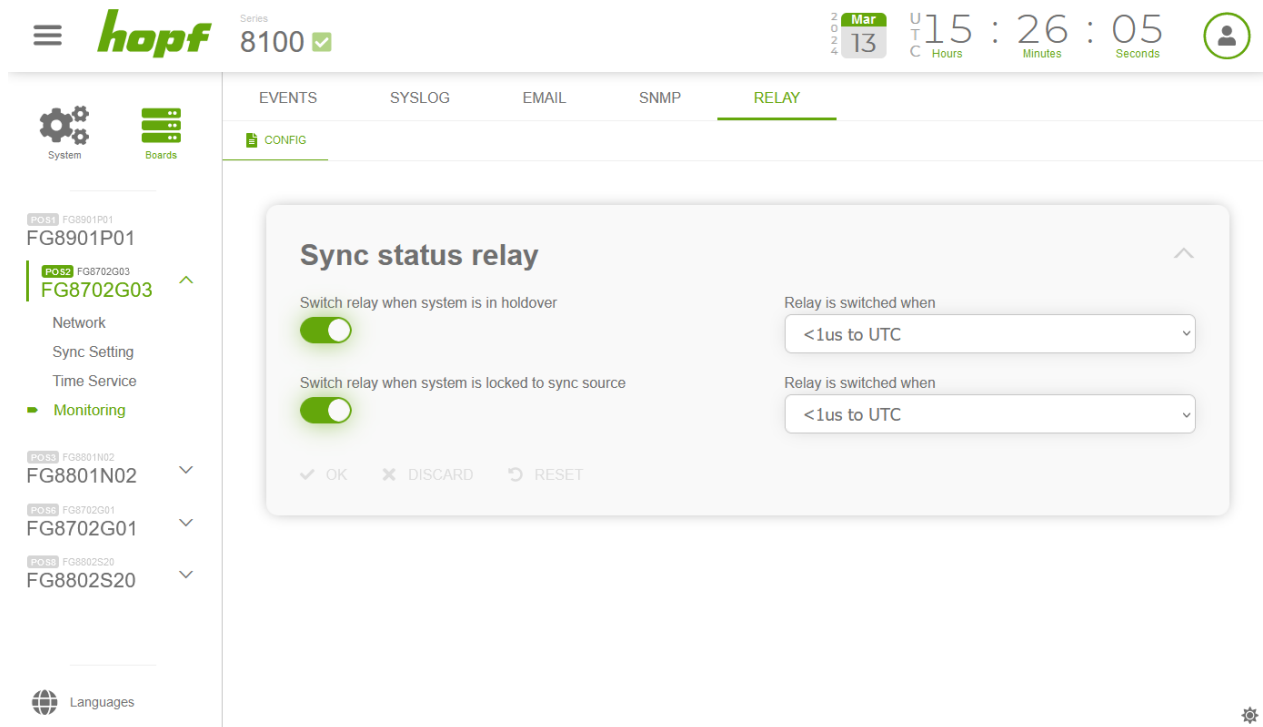 hopf
Series
8100
2024
Mar
13
UTC
15 : 26 : 05
Hours Minutes Seconds
System
Boards
EVENTS SYSLOG EMAIL SNMP RELAY
CONFIG
POS1 FG8901P01
FG8901P01
POS2 FG8702G03
FG8702G03
Network
Sync Setting
Time Service
Monitoring
POS3 FG8801N02
FG8801N02
POS6 FG8702G01
FG8702G01
POS8 FG8802S20
FG8802S20
Languages
Sync status relay
Switch relay when system is in holdover
Relay is switched when
<1us to UTC
Switch relay when system is locked to sync source
Relay is switched when
<1us to UTC
OK DISCARD RESET